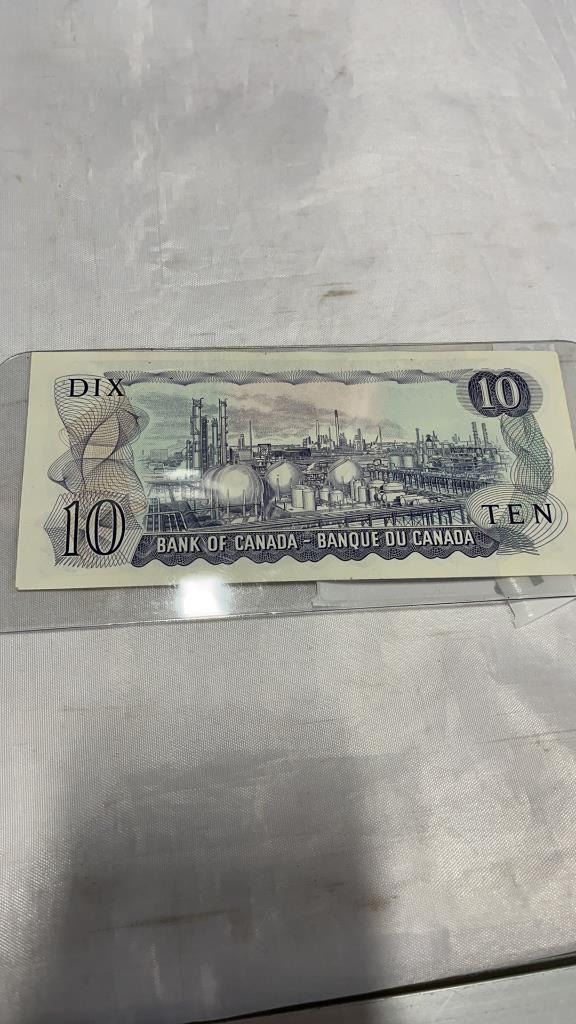 DIX
10
10
TEN
BANK OF CANADA - BANQUE DU CANADA